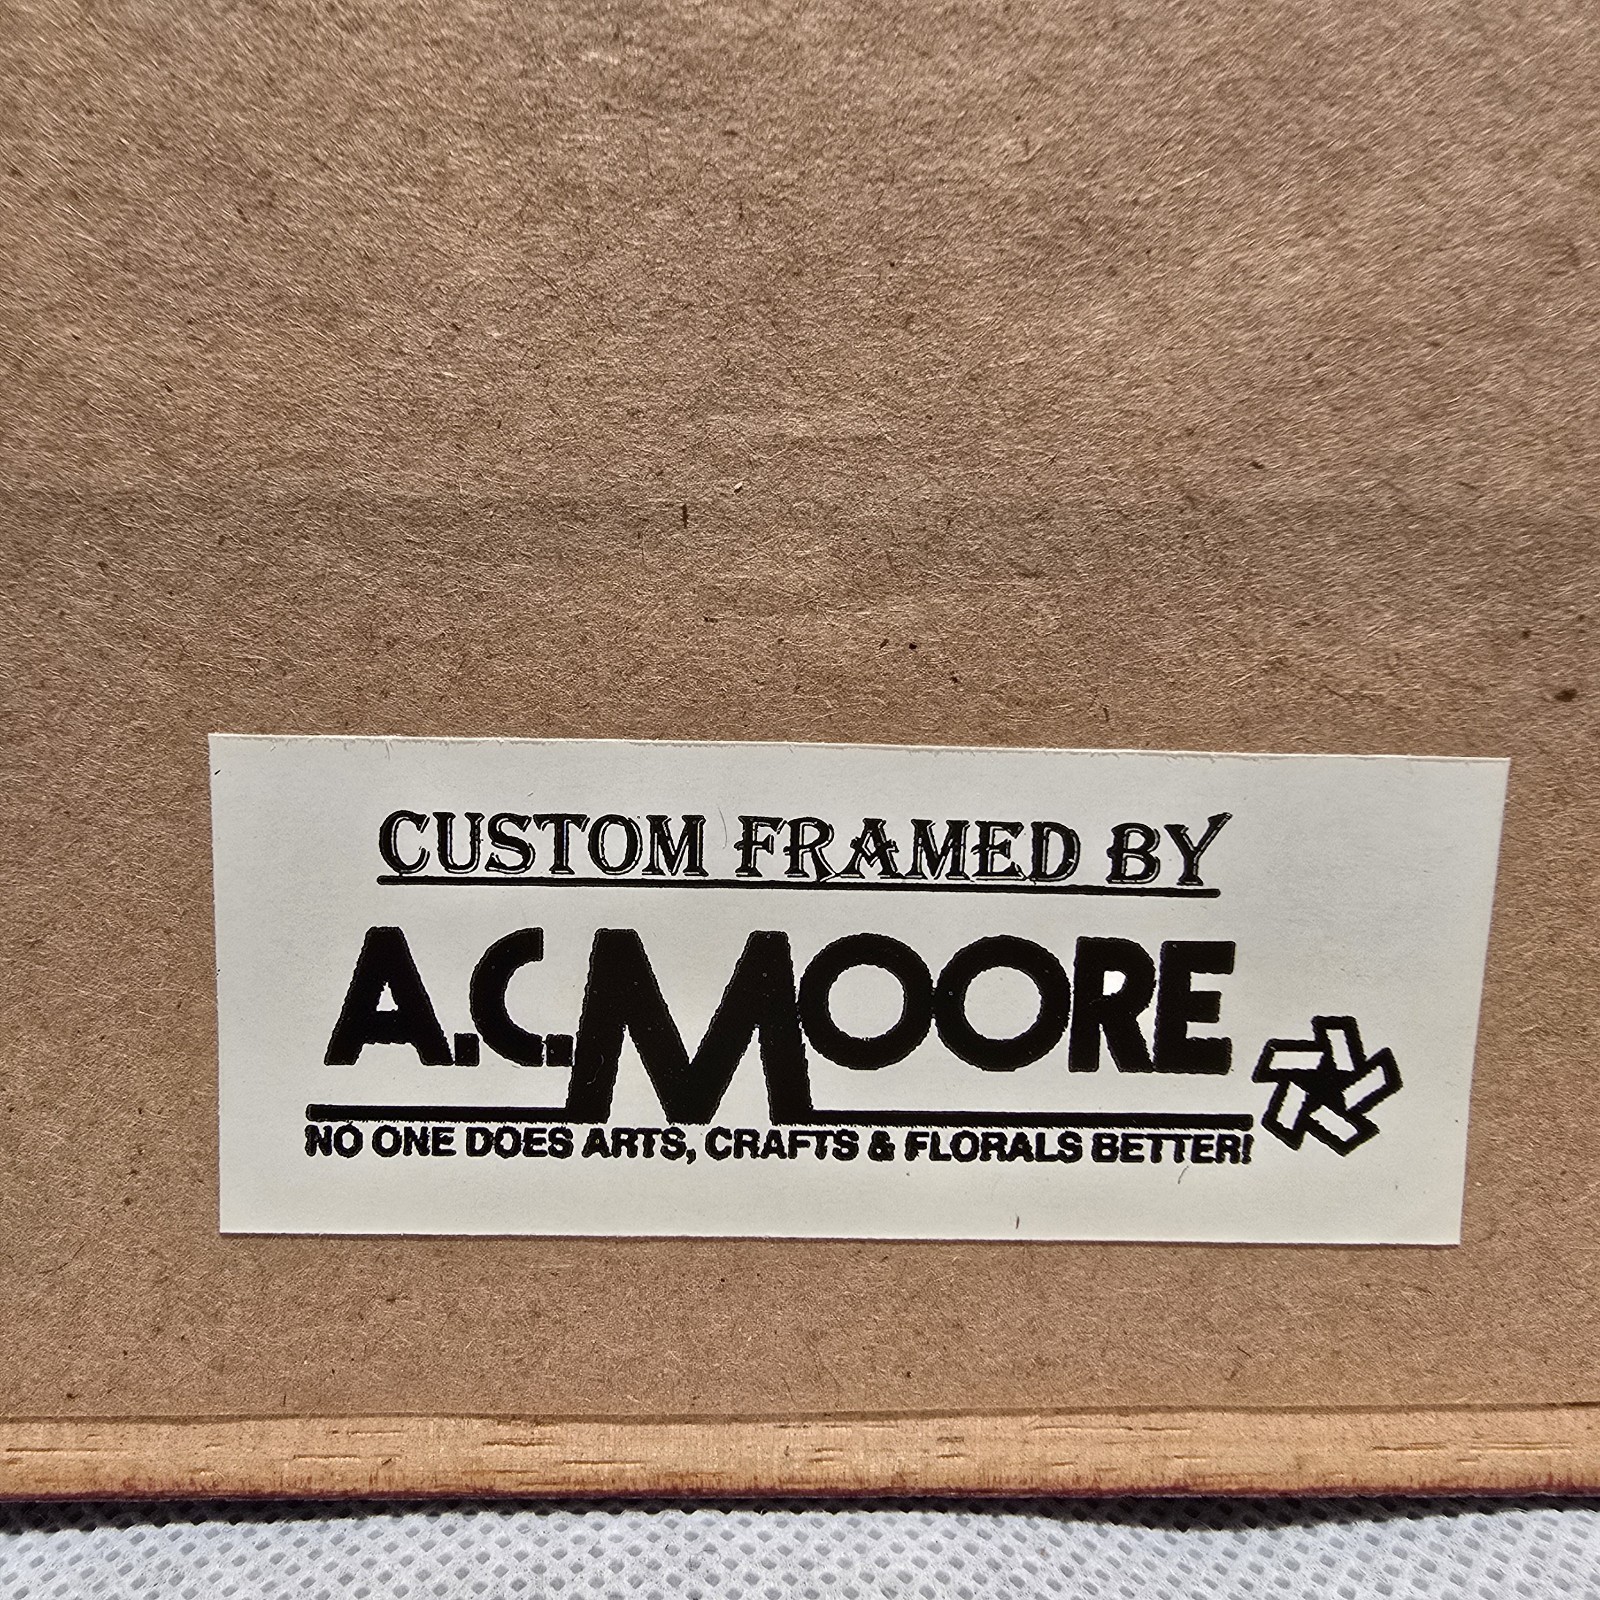 CUSTOM FRAMED BY
A.C.MOORE
NO ONE DOES ARTS, CRAFTS & FLORALS BETTER!